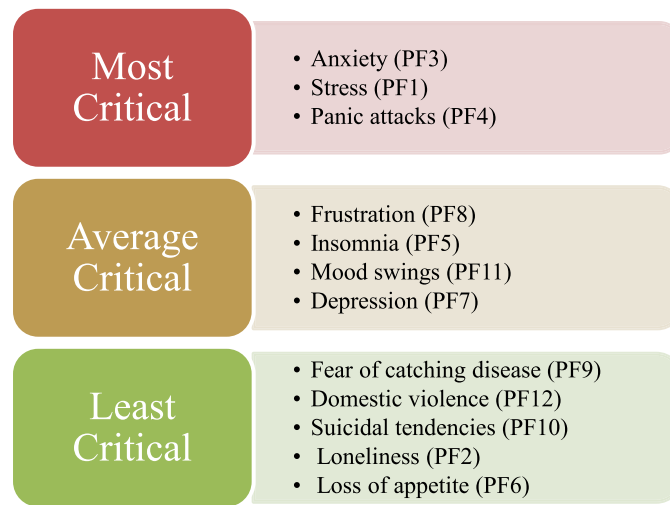 Most
Critical
• Anxiety (PF3)
• Stress (PF1)
• Panic attacks (PF4)
Average
Critical
• Frustration (PF8)
• Insomnia (PF5)
• Mood swings (PF11)
• Depression (PF7)
Least
Critical
• Fear of catching disease (PF9)
• Domestic violence (PF12)
• Suicidal tendencies (PF10)
• Loneliness (PF2)
• Loss of appetite (PF6)